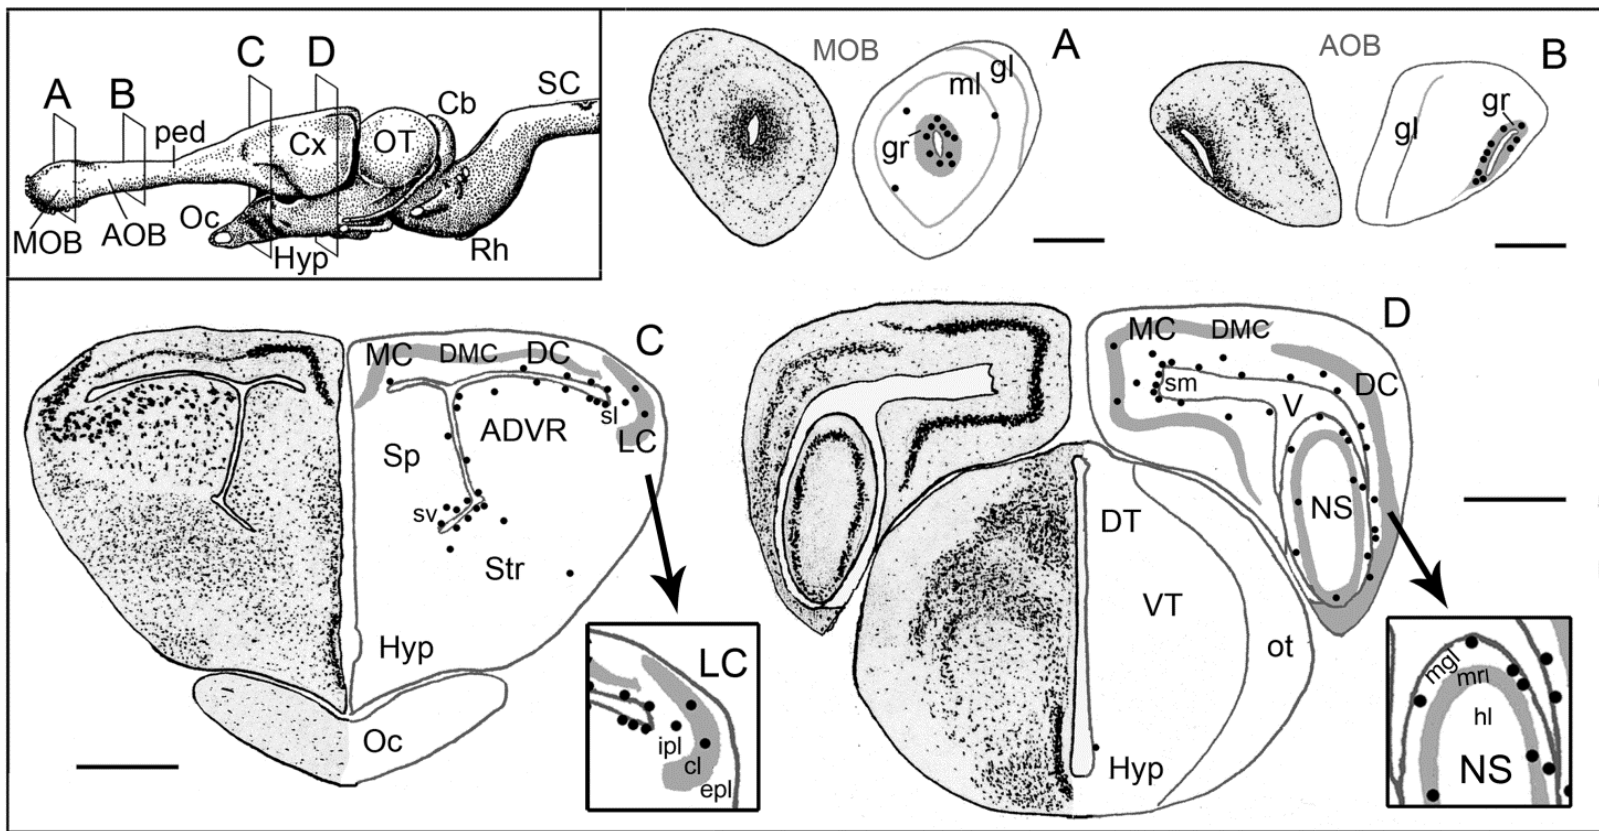 A
B
C
D
ped
Cx
OT
Cb
SC
MOB
AOB
Oc
Hyp
Rh
MOB
A
gl
ml
gr
AOB
B
gr
gl
C
MC
DMC
DC
sl
LC
ADVR
Sp
sv
Str
Hyp
Oc
LC
ipl
cl
epl
D
MC
DMC
DC
sm
V
NS
DT
VT
ot
Hyp
mgl
mrl
hl
NS